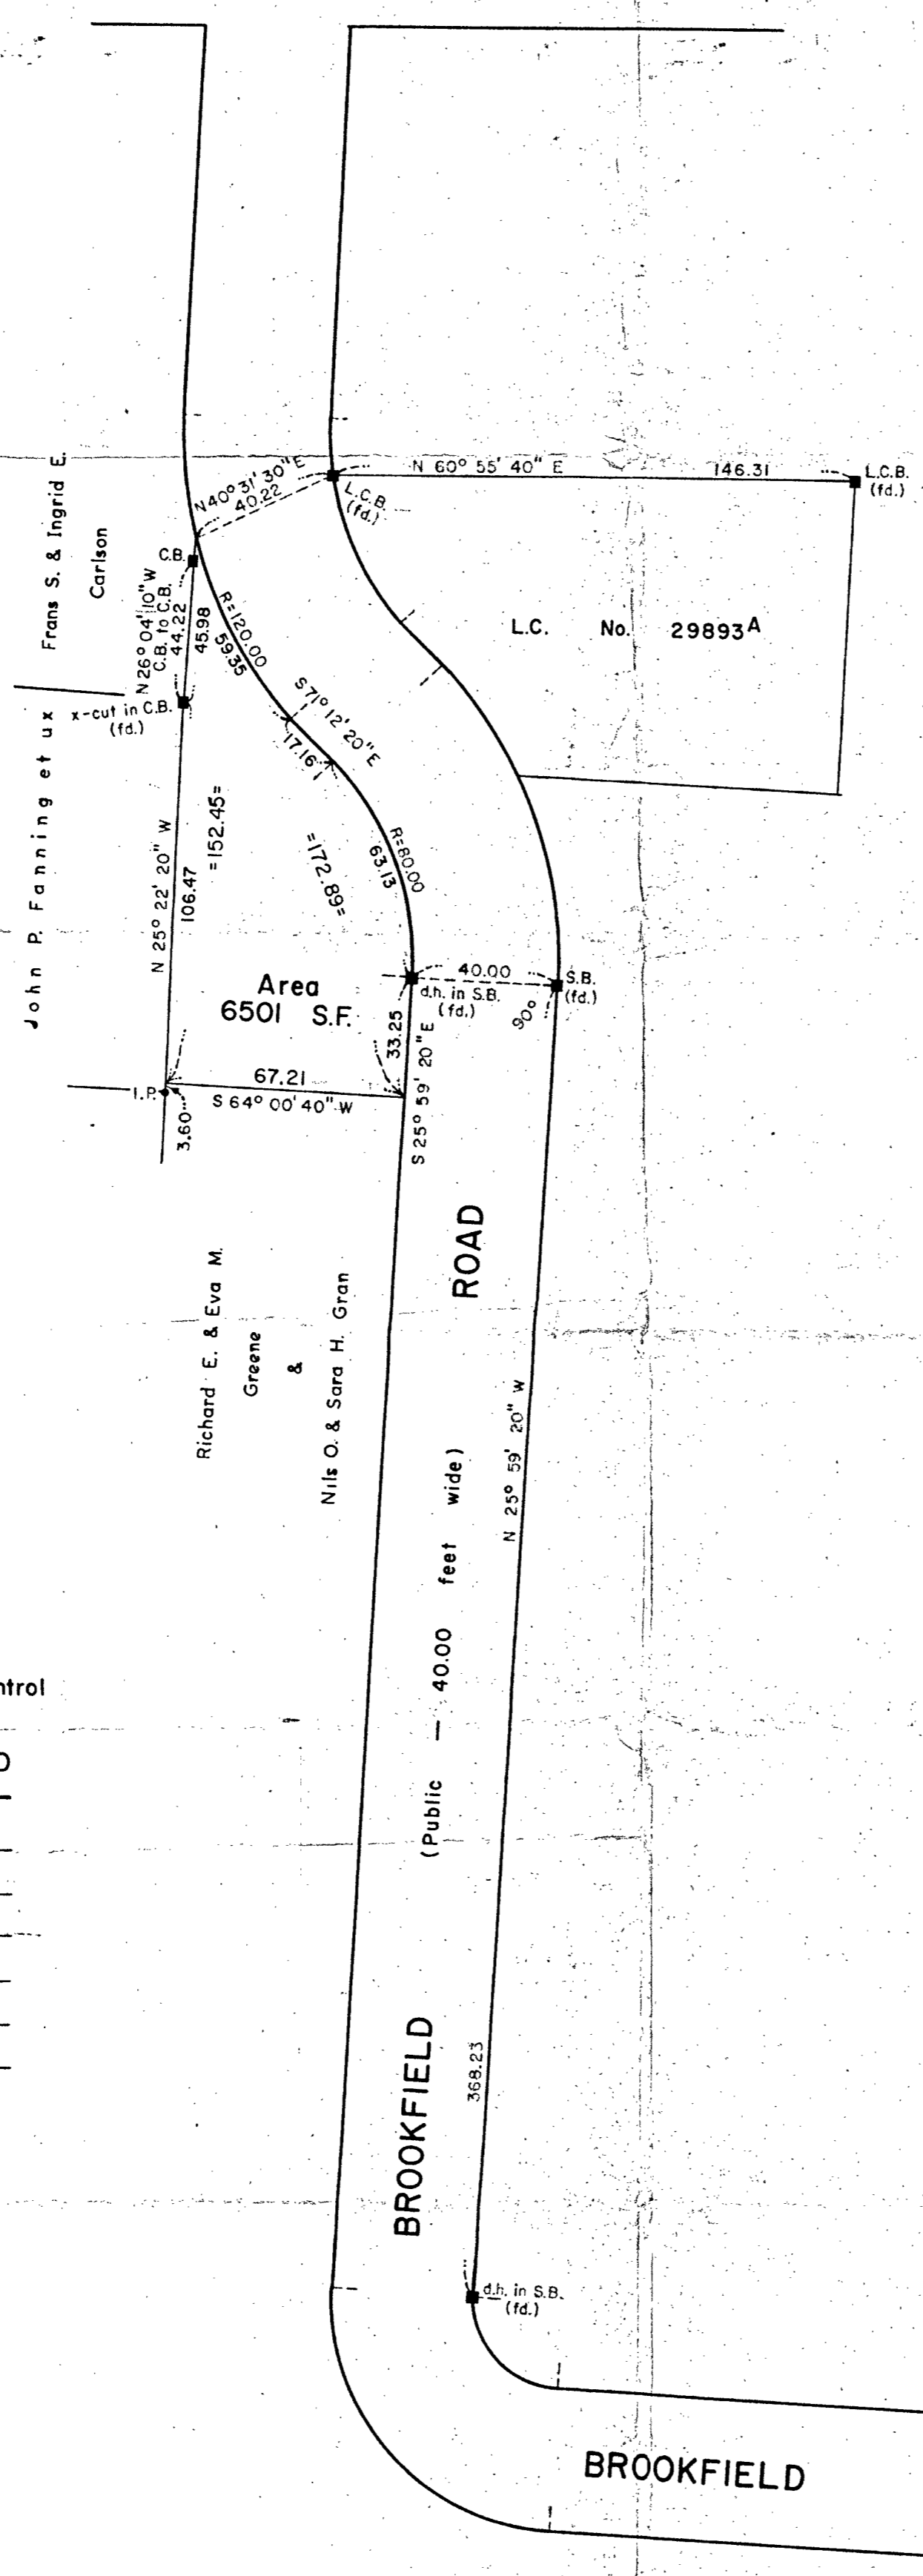 N 60° 55' 40" E
146.31
L.C.B.
(fd.)
N 40° 31' 30" E
40.22
L.C.B.
(fd.)
Frans S. & Ingrid E.
Carlson
C.B.
N 26° 04' 10" W
C.B. to C.B.
44.22
45.98
R=120.00
59.35
L.C. No. 29893A
x-cut in C.B.
(fd.)
S 71° 12' 20" E
17.16
John P. Fanning et ux
N 25° 22' 20" W
106.47
=152.45=
=172.89=
R=80.00
63.13
Area
6501 S.F.
40.00
d.h. in S.B.
(fd.)
S.B.
(fd.)
90°
33.25
S 25° 59' 20" E
67.21
S 64° 00' 40" W
I.P.
3.60
Richard E. & Eva M.
Greene
&
Nils O. & Sara H. Gran
ROAD
N 25° 59' 20" W
(Public — 40.00 feet wide)
ntrol
BROOKFIELD
368.23
d.h. in S.B.
(fd.)
BROOKFIELD